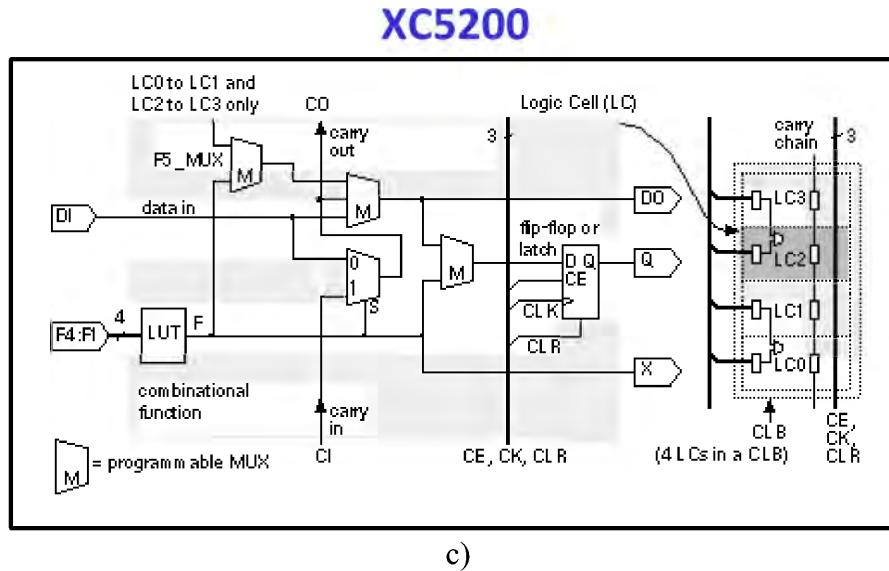 XC5200
LC0 to LC1 and
LC2 to LC3 only
CO
carry
out
F5_MUX
M
DI
data in
M
0
1
S
M
4
F4:F1
LUT
F
combinational
function
carry
in
CI
M
= programmable MUX
3
Logic Cell (LC)
flip-flop or
latch
D Q
CE
CLK
CLR
DO
Q
X
CE, CK, CLR
carry
chain
3
LC3
LC2
LC1
LC0
CLB
(4 LCs in a CLB)
CE,
CK,
CLR
c)